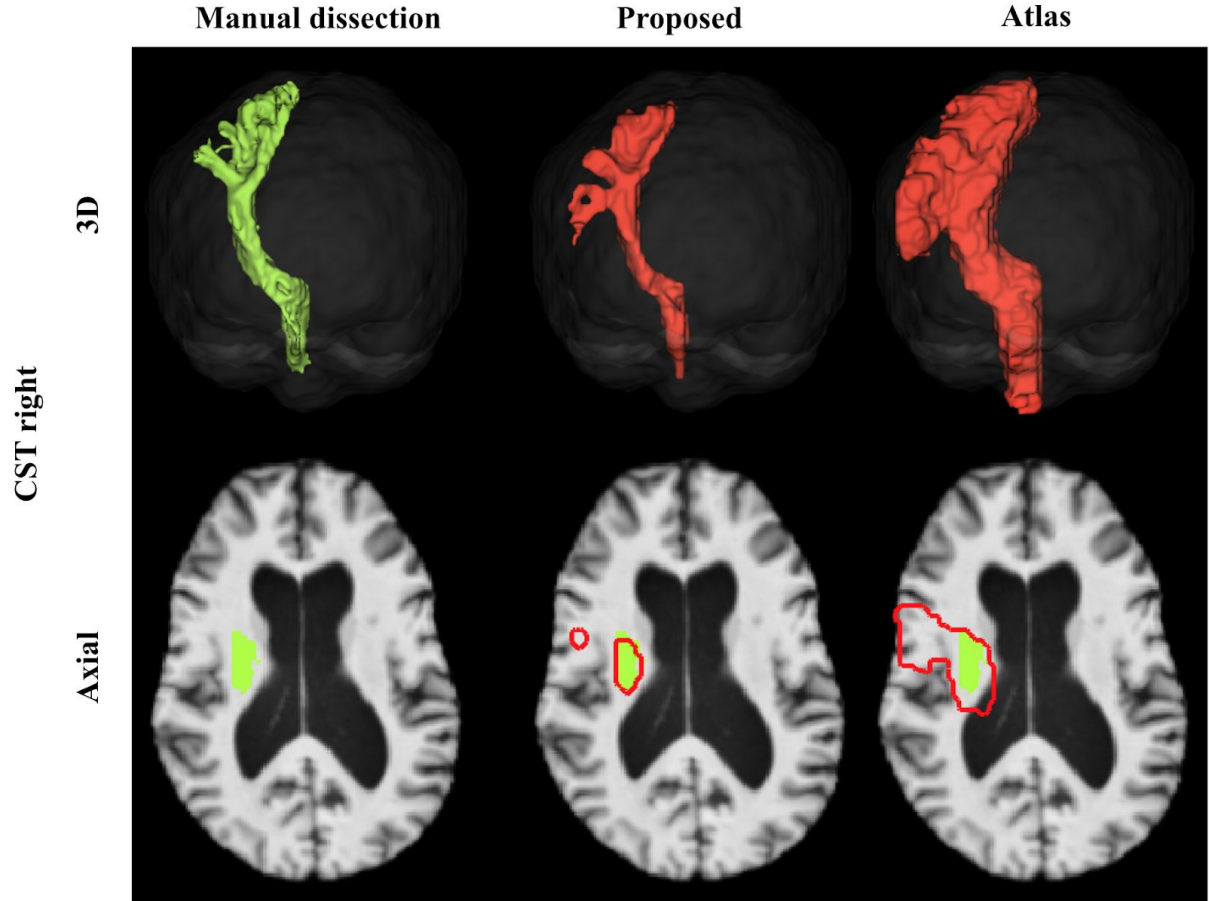 Manual dissection
Proposed
Atlas
3D
CST right
Axial